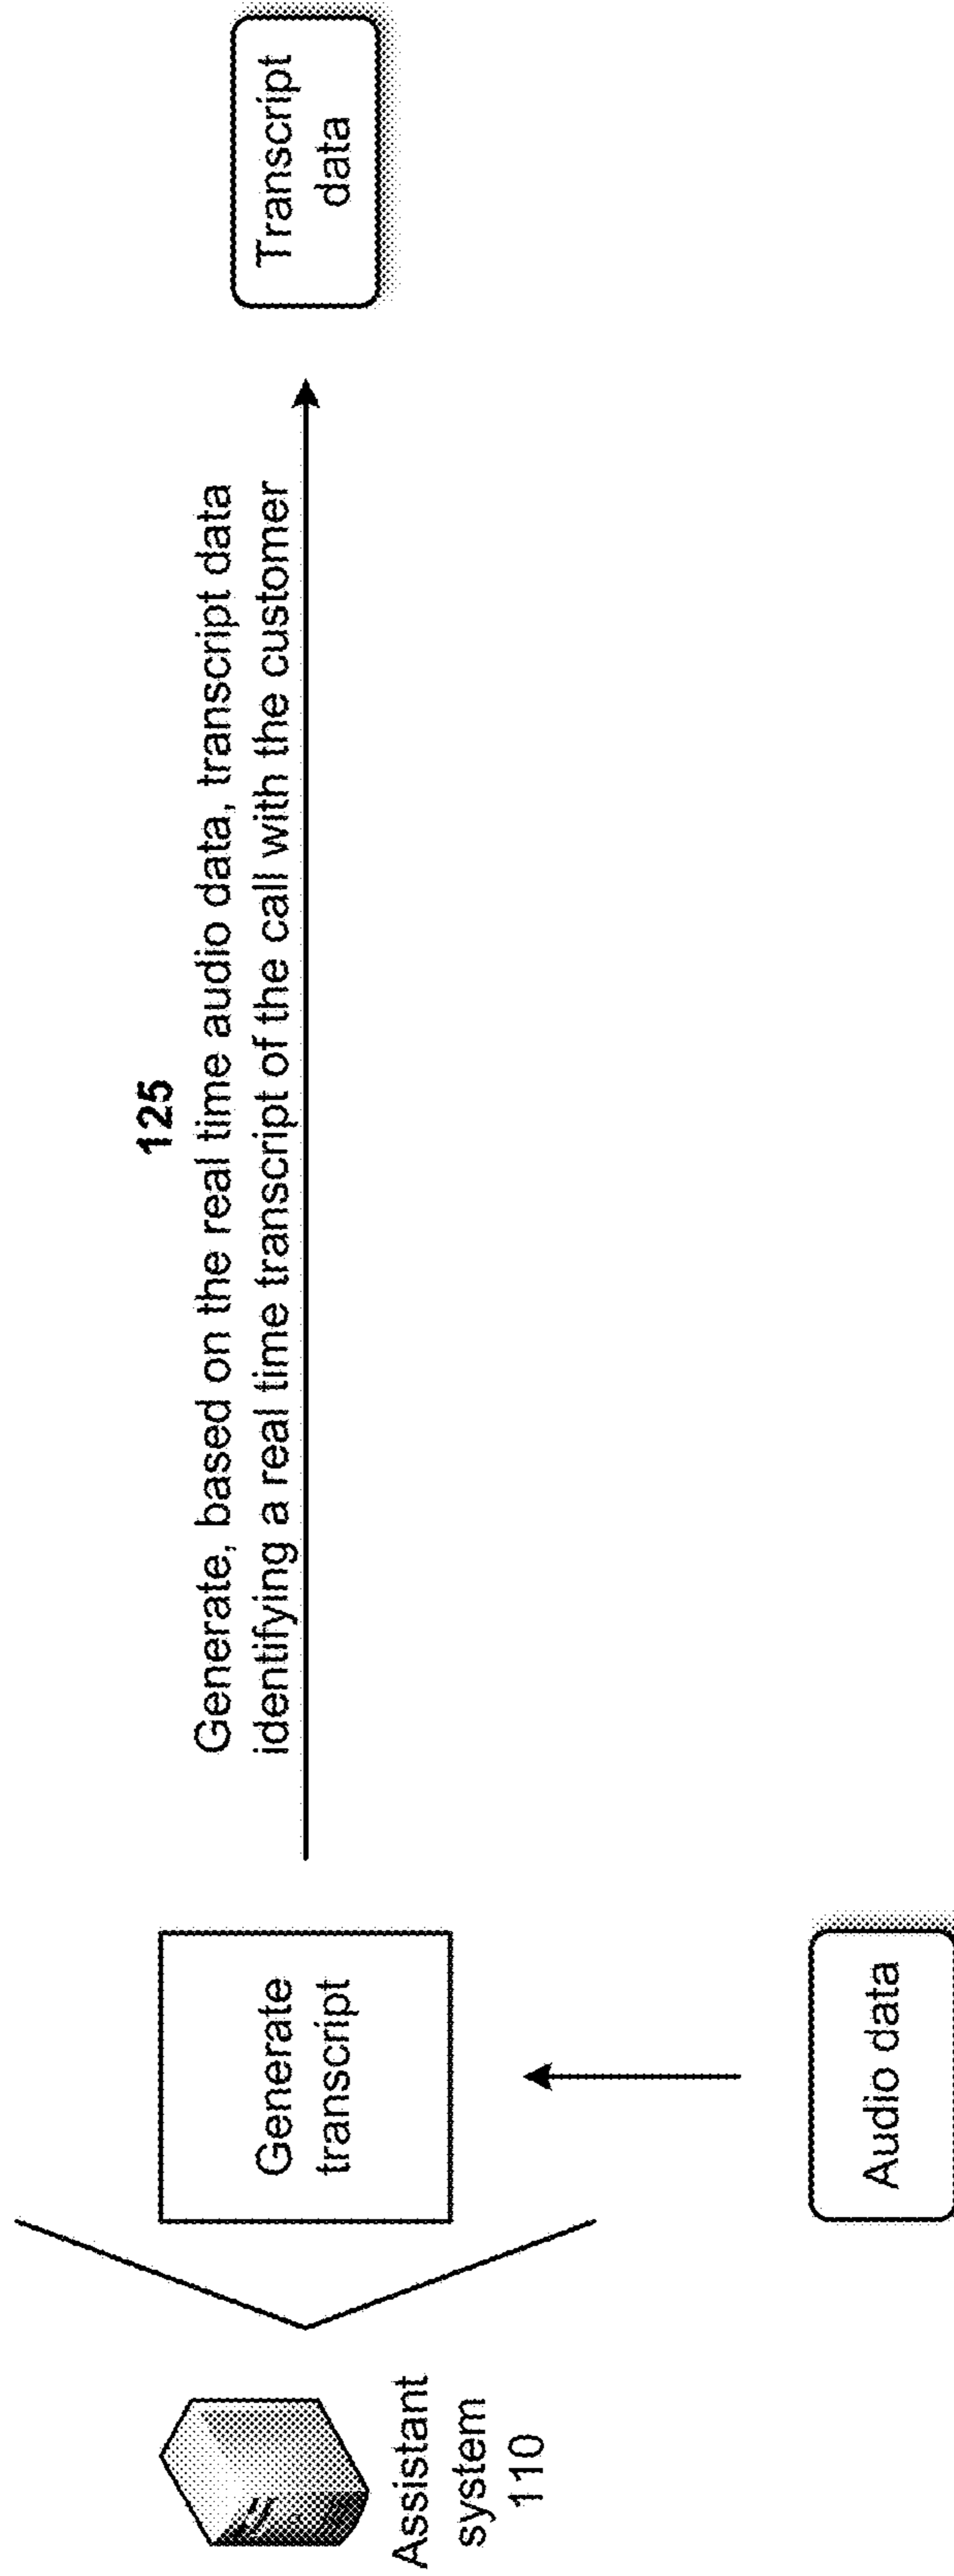 125
Generate, based on the real time audio data, transcript data
identifying a real time transcript of the call with the customer
Assistant
system
110
Generate
transcript
Transcript
data
Audio data